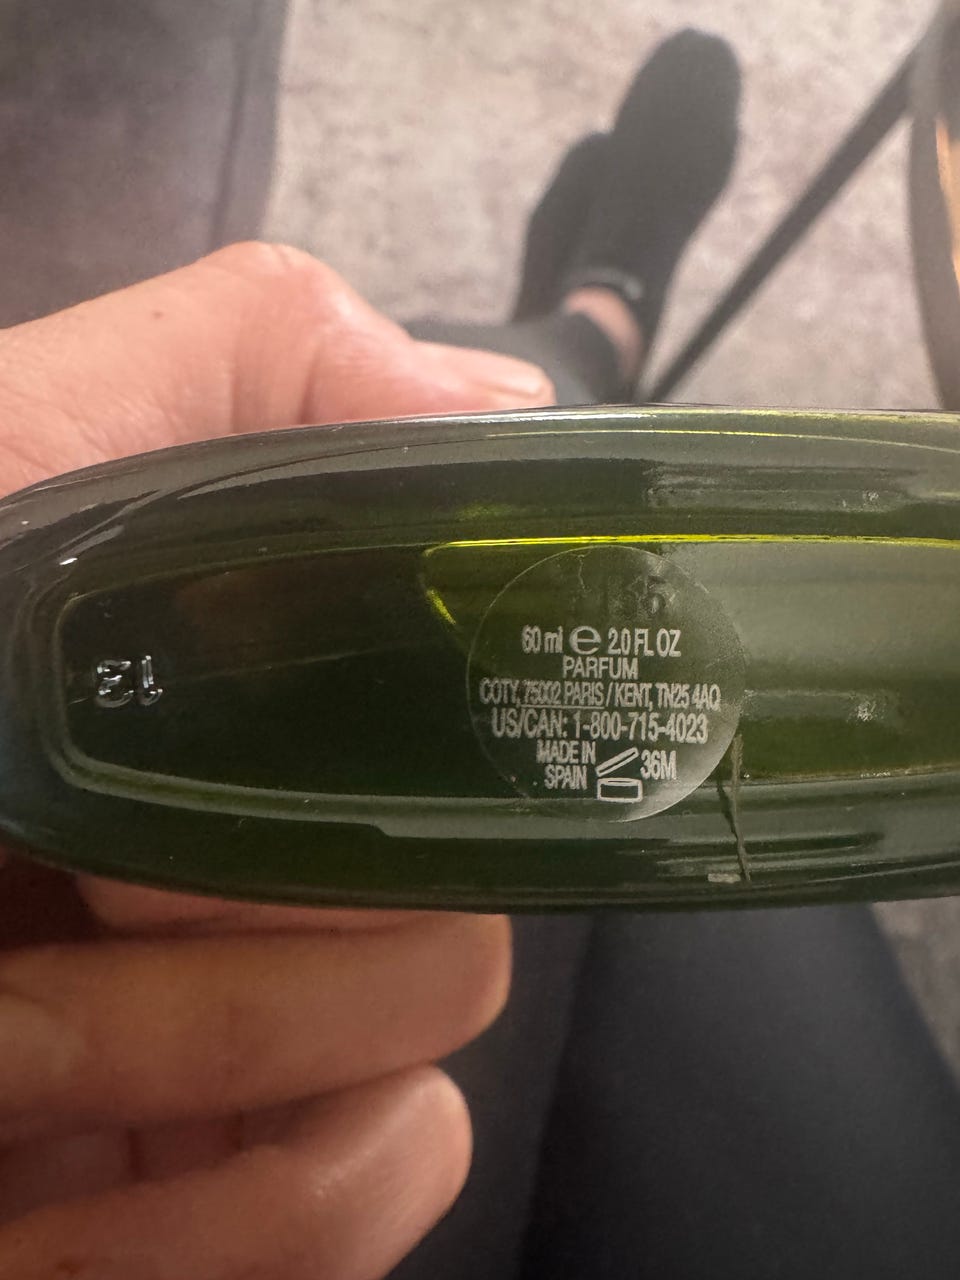 60 ml ℮ 2.0 FL OZ
PARFUM
COTY, 75002 PARIS / KENT, TN25 4AQ
US/CAN: 1-800-715-4023
MADE IN
SPAIN
36M
13